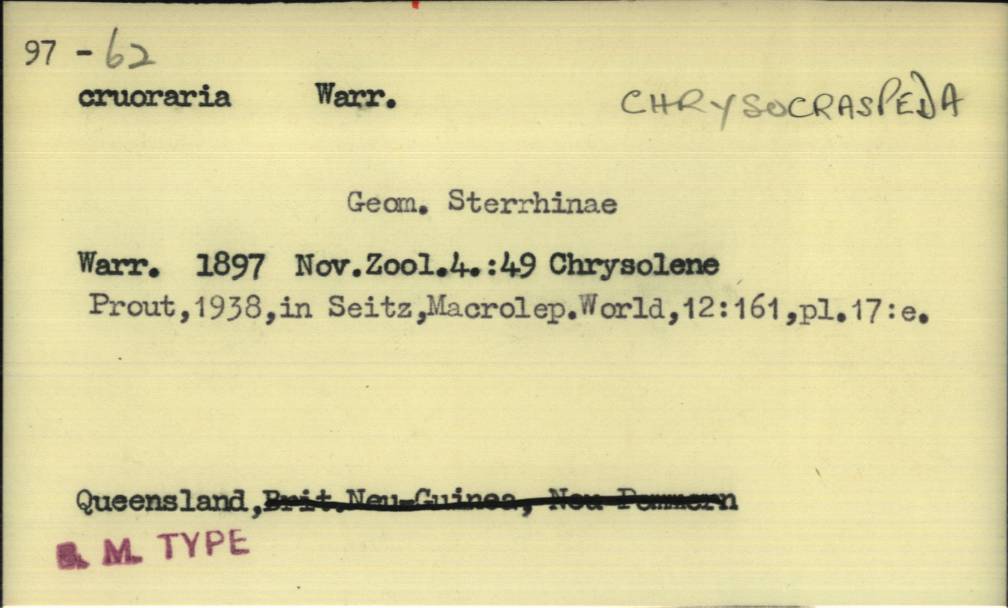 97 - 62
cruoraria Warr. CHRYSOCRASPEDA
Geom. Sterrhinae
Warr. 1897 Nov.Zool.4.:49 Chrysolene
Prout,1938,in Seitz,Macrolep.World,12:161,pl.17:e.
Queensland,Brit.Neu-Guinea, Neu Pommern
B. M. TYPE